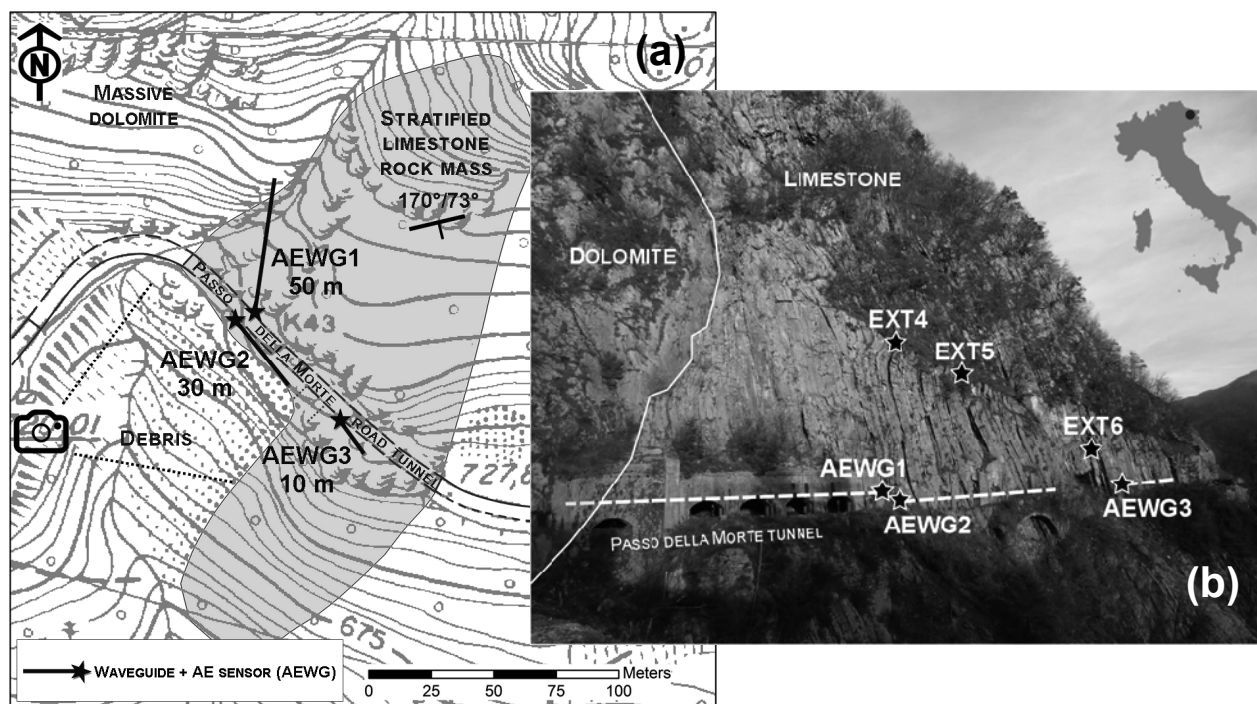 (a)
N
MASSIVE
DOLOMITE
STRATIFIED
LIMESTONE
ROCK MASS
170°/73°
AEWG1
50 m
PASSO DELLA MORTE ROAD TUNNEL
K43
AEWG2
30 m
DEBRIS
AEWG3
10 m
727,8
675
WAVEGUIDE + AE SENSOR (AEWG)
Meters
0 25 50 75 100
LIMESTONE
DOLOMITE
EXT4
EXT5
EXT6
AEWG1
AEWG2
AEWG3
PASSO DELLA MORTE TUNNEL
(b)